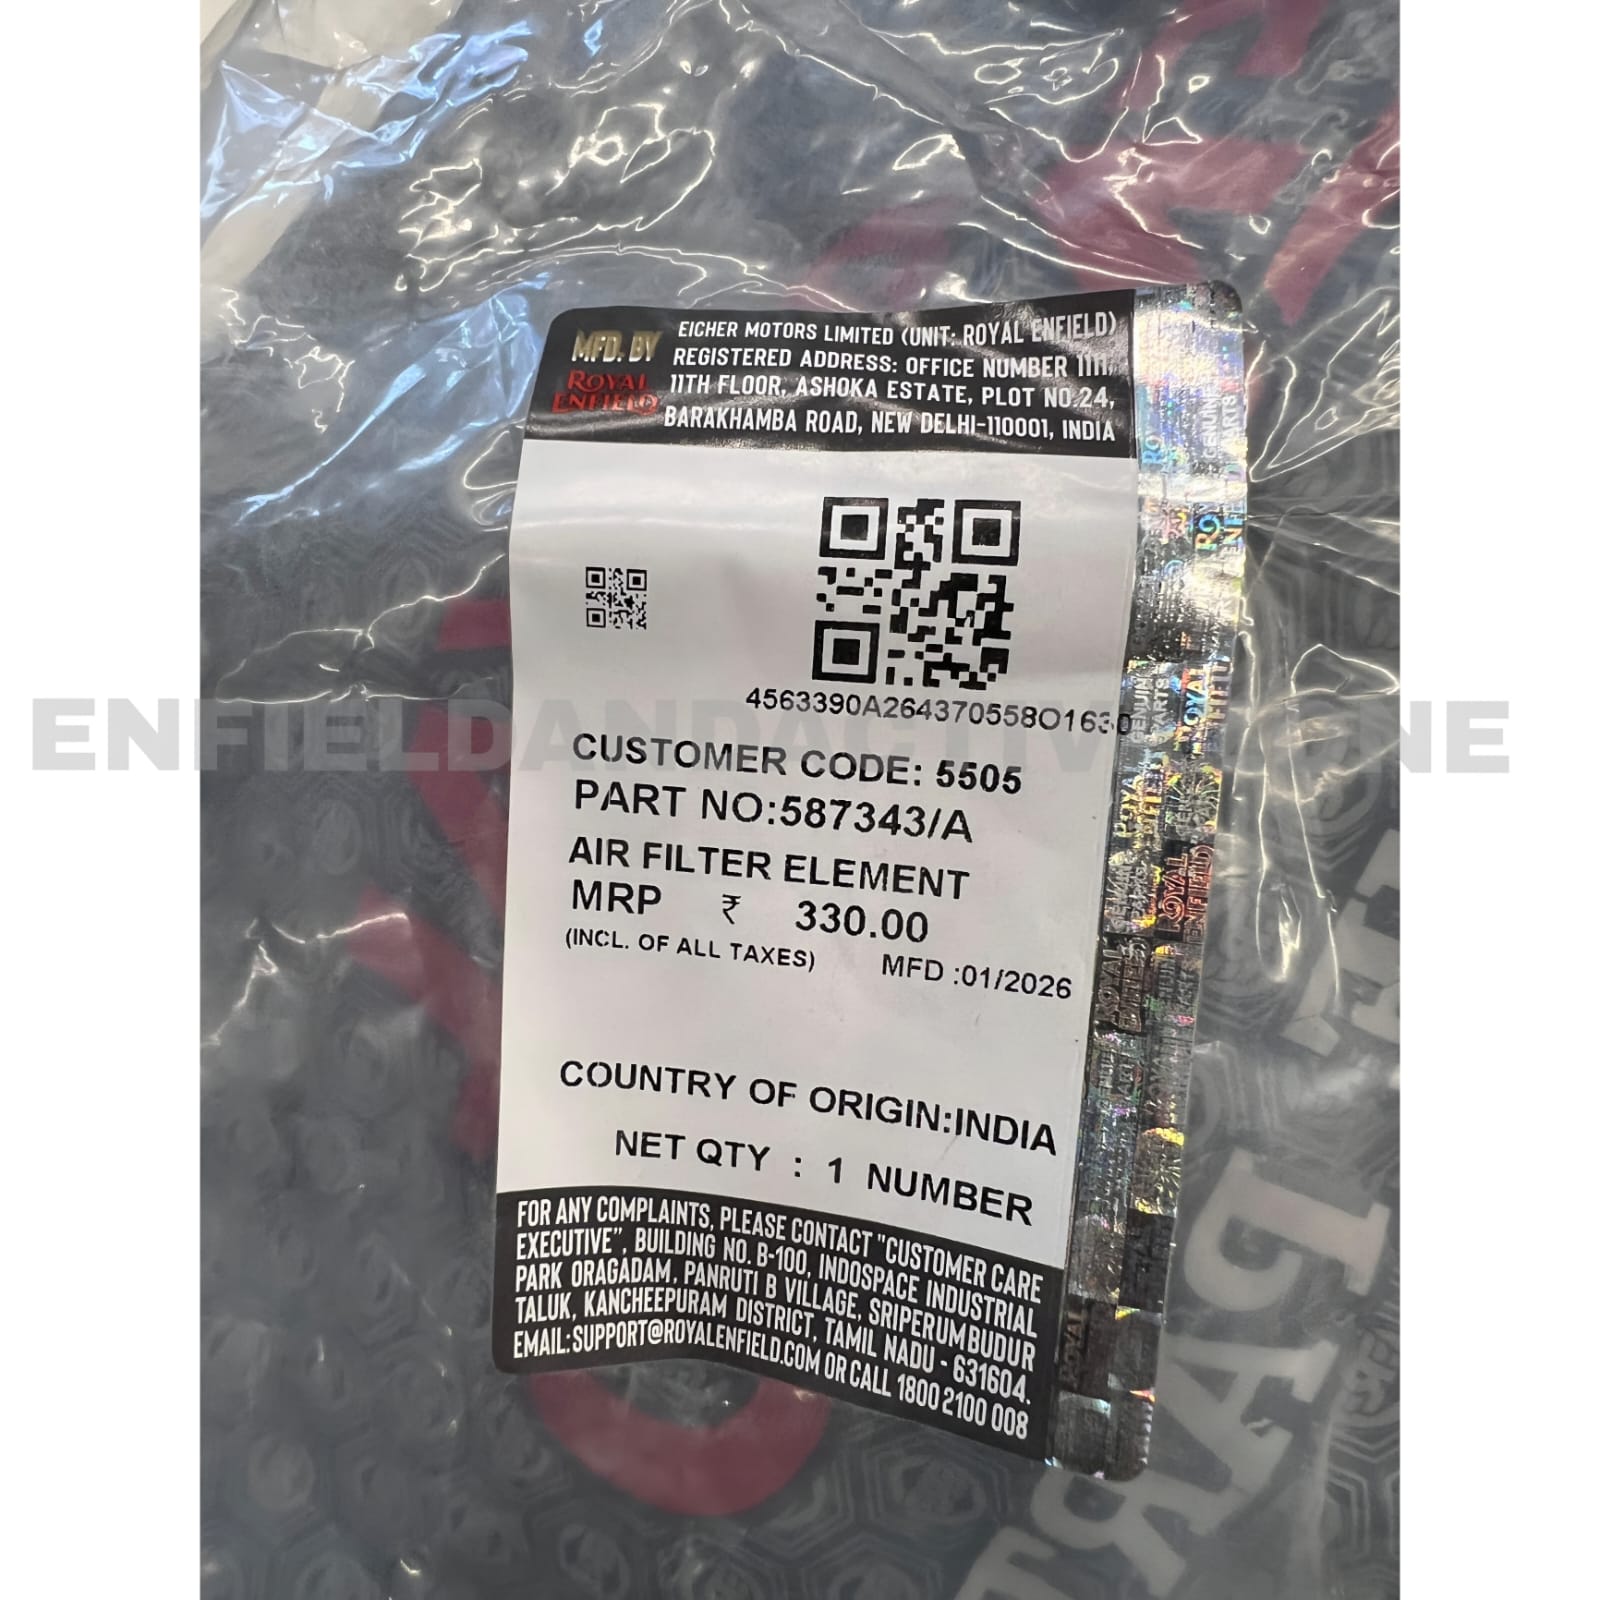 MFD. BY
ROYAL
ENFIELD
EICHER MOTORS LIMITED (UNIT: ROYAL ENFIELD)
REGISTERED ADDRESS: OFFICE NUMBER 1111,
11TH FLOOR, ASHOKA ESTATE, PLOT NO.24,
BARAKHAMBA ROAD, NEW DELHI-110001, INDIA
4563390A264370558O1630
CUSTOMER CODE: 5505
PART NO:587343/A
AIR FILTER ELEMENT
MRP ₹ 330.00
(INCL. OF ALL TAXES) MFD :01/2026
COUNTRY OF ORIGIN:INDIA
NET QTY : 1 NUMBER
FOR ANY COMPLAINTS, PLEASE CONTACT "CUSTOMER CARE
EXECUTIVE", BUILDING NO. B-100, INDOSPACE INDUSTRIAL
PARK ORAGADAM, PANRUTI B VILLAGE, SRIPERUMBUDUR
TALUK, KANCHEEPURAM DISTRICT, TAMIL NADU - 631604.
EMAIL:SUPPORT@ROYALENFIELD.COM OR CALL 1800 2100 008
GENUINE
PARTS
ROYAL
ENFIELD